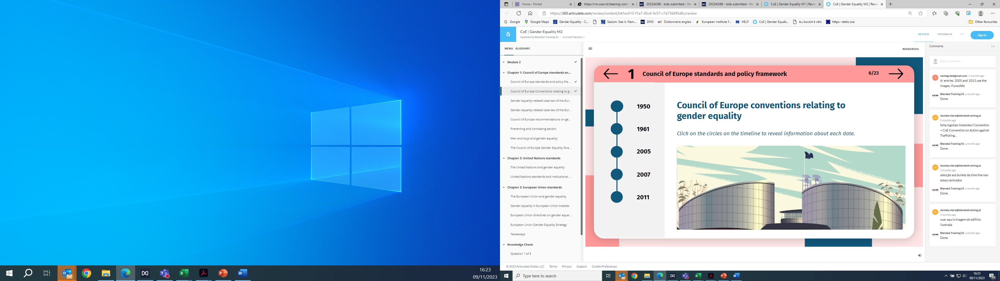 16:23
09/11/2023
Home - Portail
https://rm.coe.int/steering-comm
2023AO68 - bids submitted - Ne
2023AO68 - bids submitted - Ne
CoE | Gender Equality M1 | Revie
CoE | Gender Equality M2 | Revie
https://360.articulate.com/review/content/b41ec015-f1a7-45c4-9c57-c7a736495d8c/review
Google
Google Maps
Gender Equality - C...
Sexism: See it. Nam...
DMS
Dictionnaire anglais
European Institute f...
HELP
CoE | Gender Equali...
Au boulot à vélo
https--static.coe
Other favourites
CoE | Gender Equality M2
Updated by Blended Training 01 · Current Version
REVIEW
FEEDBACK
Sign In
MENU GLOSSARY
Module 2
Chapter 1: Council of Europe standards an...
Council of Europe standards and policy fra...
Council of Europe Conventions relating to g...
Gender equality-related case-law of the Eur...
Gender equality-related case-law of the Eur...
Council of Europe recommendations on ge...
Preventing and combating sexism
Men and boys and gender equality
The Council of Europe Gender Equality Stra...
Chapter 2: United Nations standards
The United Nations and gender equality
United Nations standards and institutional ...
Chapter 3: European Union standards
The European Union and gender equality
Gender equality in European Union treaties
European Union directives on gender equal...
European Union Gender Equality Strategy
Takeaways
Knowledge Check
Question 1 of 3
RESOURCES
1 Council of Europe standards and policy framework 6/23
1950
1961
2005
2007
2011
Council of Europe conventions relating to
gender equality
Click on the circles on the timeline to reveal information about each date.
Comments
Add a comment...
cecilegreb@gmail.com 2 months ago
6/ entries 2005 and 2011 use the
images, if possible
Blended Training 01 a month ago
Done.
daniela.vieira@blendedtraining.pt
2 months ago
falta logotipo Instambul Convention
+ CoE Convention on Action against
Trafficking...
Blended Training 01 a month ago
Done.
daniela.vieira@blendedtraining.pt
2 months ago
atenção aos bullets da time line nao
estao centrados
Blended Training 01 a month ago
Done.
daniela.vieira@blendedtraining.pt
2 months ago
usar aqui a imagem do edifício
ilustrada
Blended Training 01 a month ago
Done.
© 2023 Articulate Global, LLC
Terms
Privacy
Support
Cookie Preferences
Type here to search
16:23
09/11/2023
30